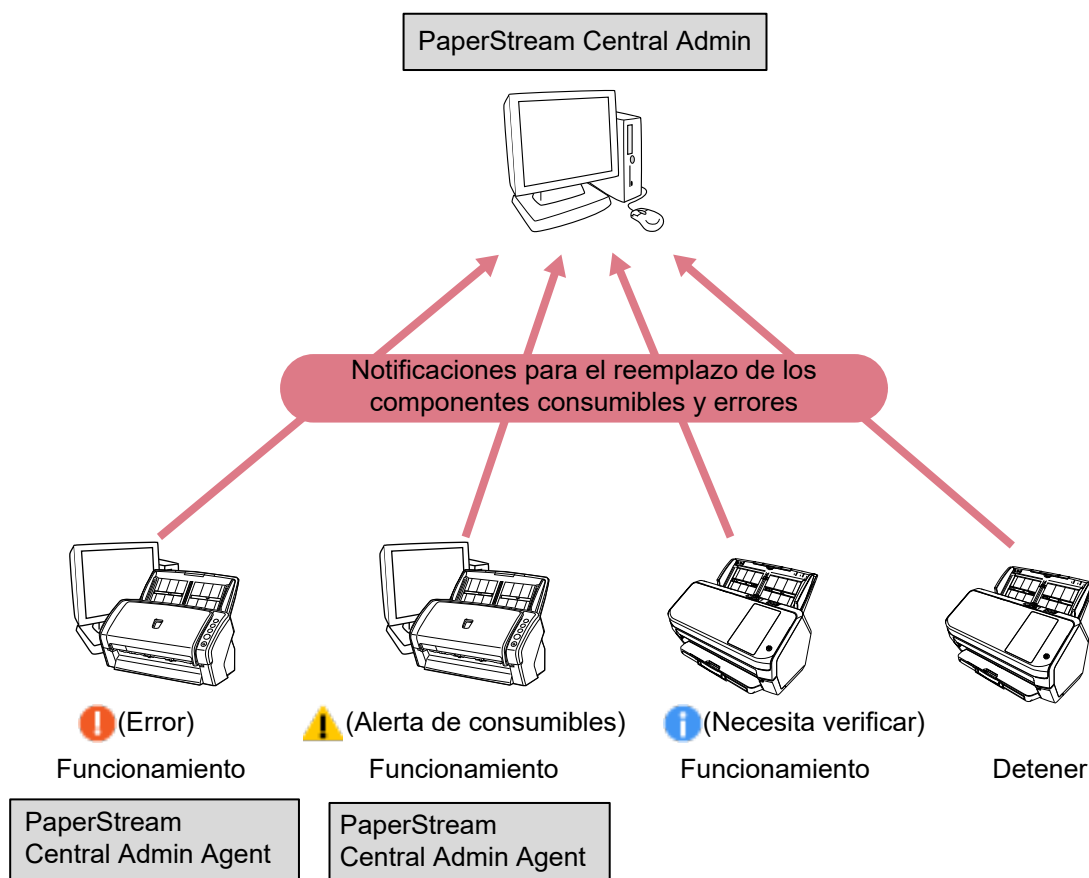 PaperStream Central Admin
Notificaciones para el reemplazo de los
componentes consumibles y errores
(Error)
(Alerta de consumibles)
(Necesita verificar)
Funcionamiento
Funcionamiento
Funcionamiento
Detener
PaperStream
Central Admin Agent
PaperStream
Central Admin Agent